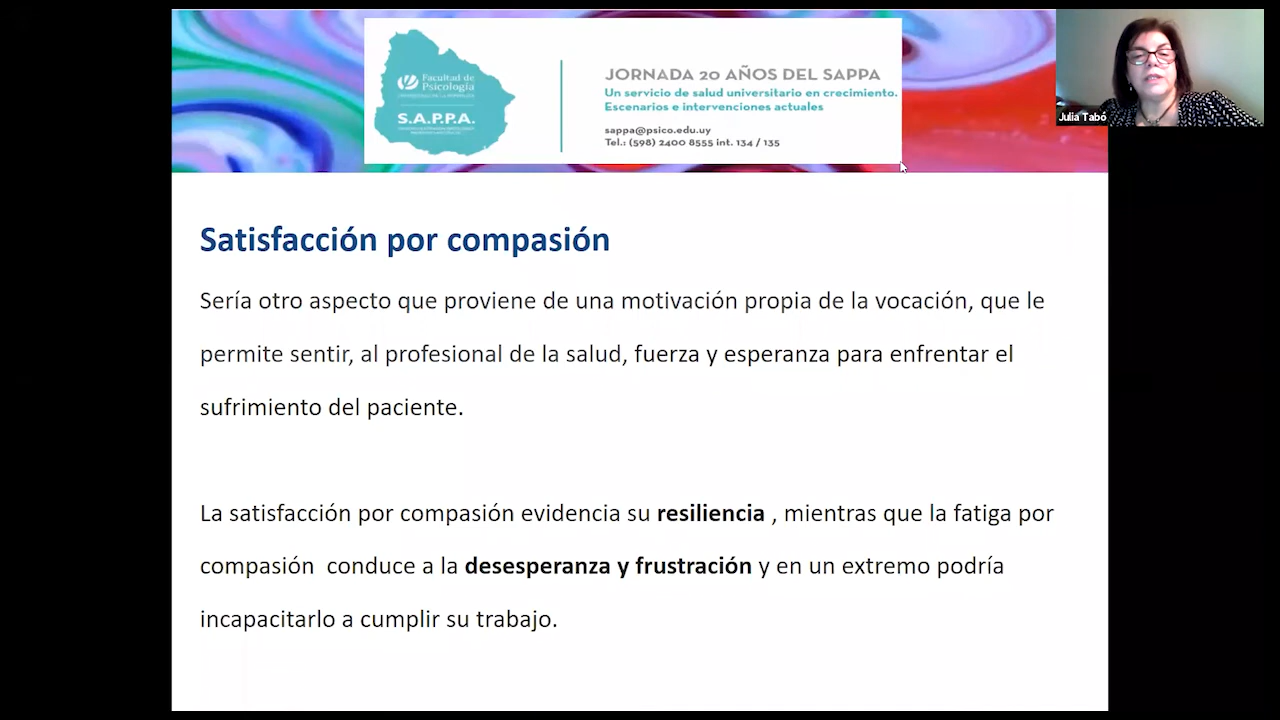 Facultad de
Psicología
S.A.P.P.A.
JORNADA 20 AÑOS DEL SAPPA
Un servicio de salud universitario en crecimiento.
Escenarios e intervenciones actuales
sappa@psico.edu.uy
Tel.: (598) 2400 8555 int. 134 / 135
Julia Tabó
Satisfacción por compasión
Sería otro aspecto que proviene de una motivación propia de la vocación, que le
permite sentir, al profesional de la salud, fuerza y esperanza para enfrentar el
sufrimiento del paciente.
La satisfacción por compasión evidencia su resiliencia , mientras que la fatiga por
compasión  conduce a la desesperanza y frustración y en un extremo podría
incapacitarlo a cumplir su trabajo.